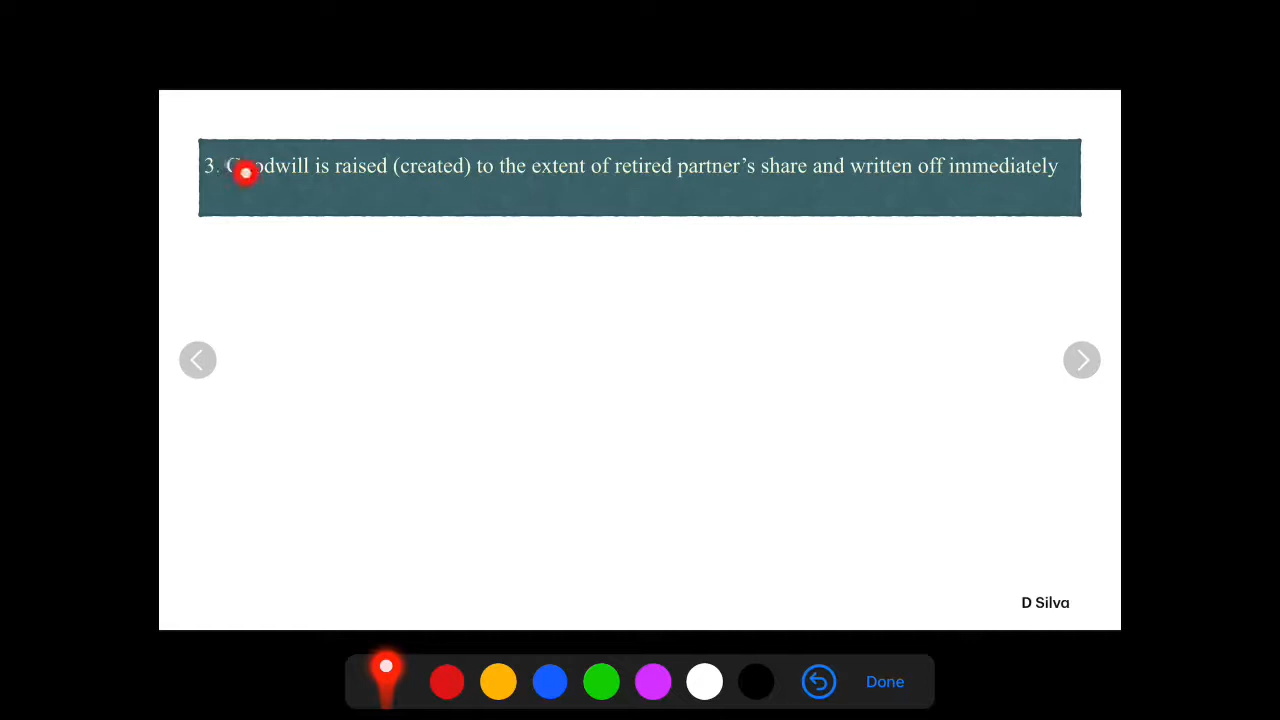 3. Goodwill is raised (created) to the extent of retired partner’s share and written off immediately
D Silva
Done